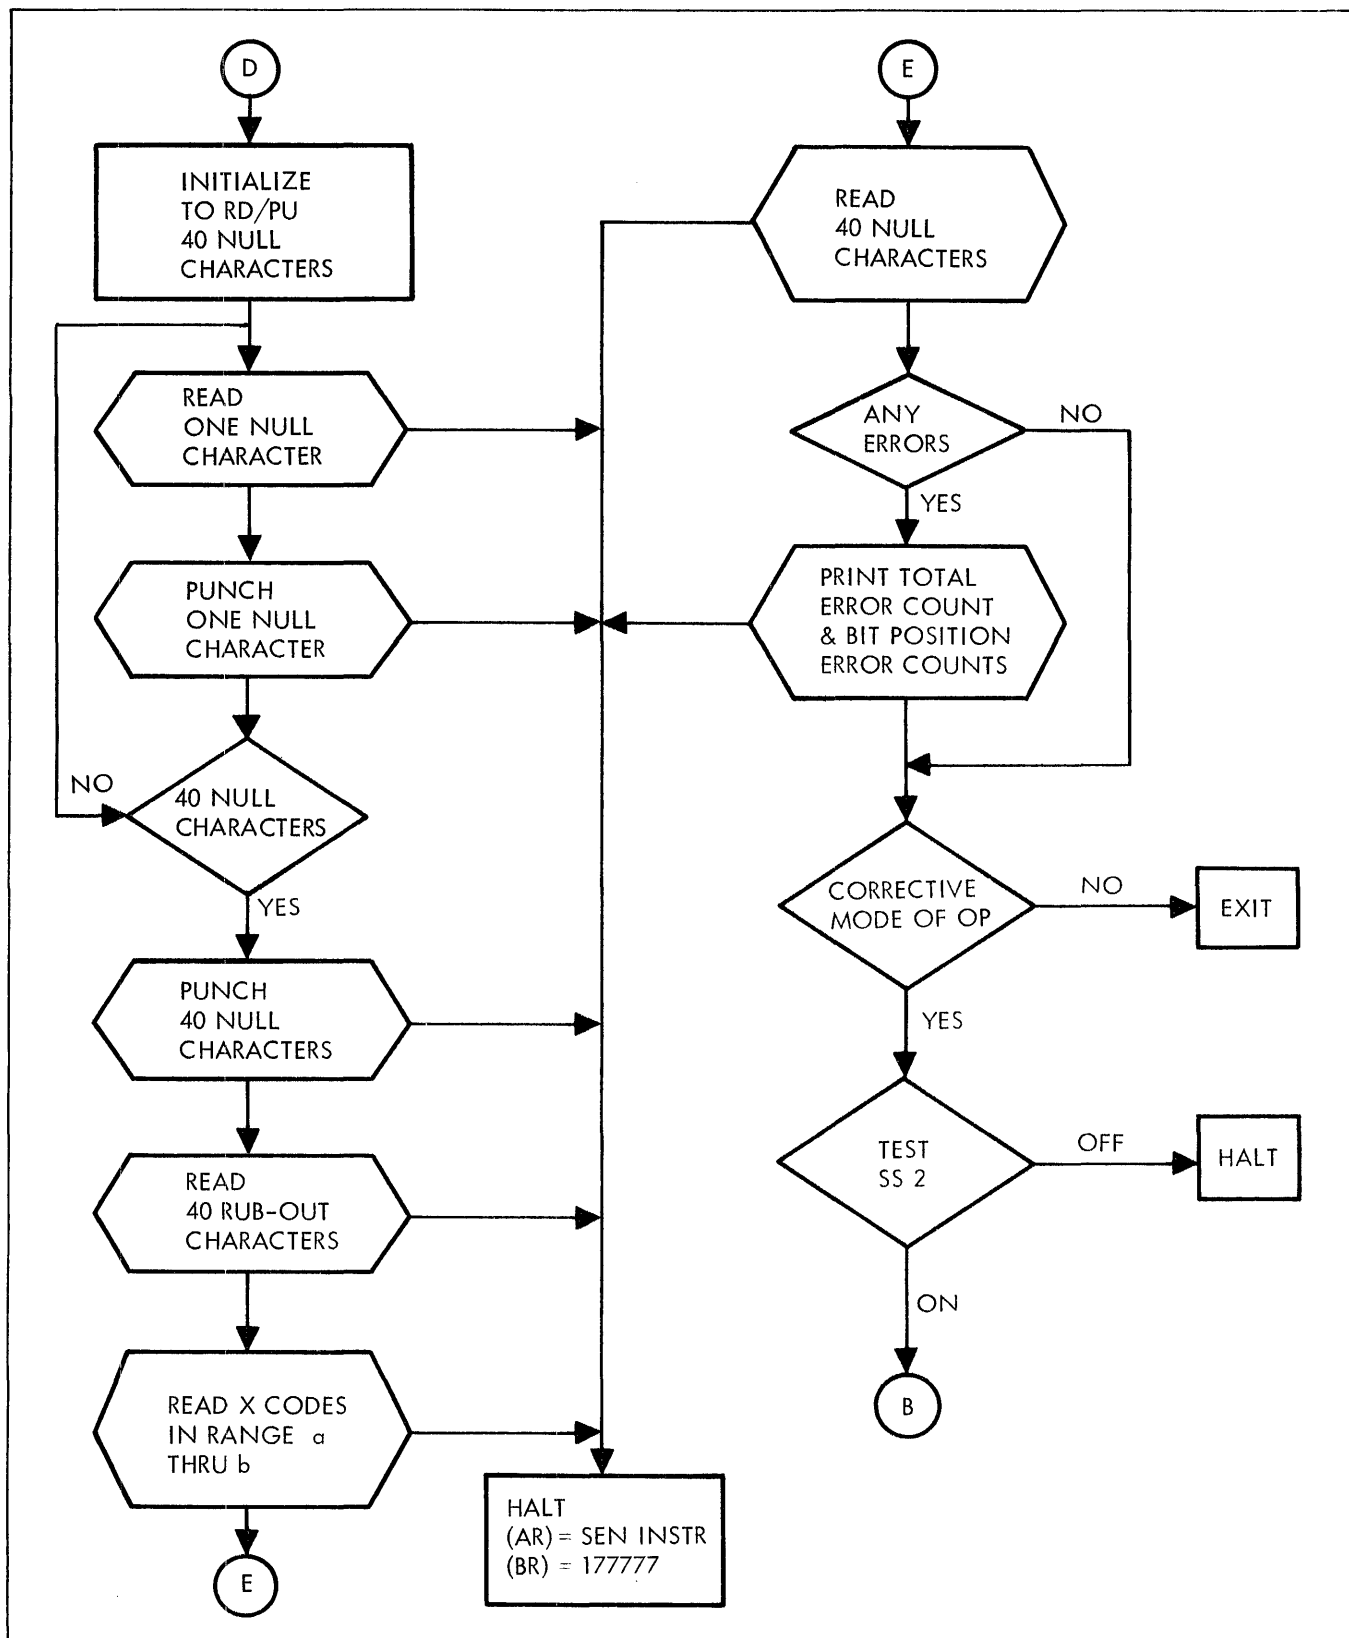 D
INITIALIZE
TO RD/PU
40 NULL
CHARACTERS
READ
ONE NULL
CHARACTER
PUNCH
ONE NULL
CHARACTER
NO
40 NULL
CHARACTERS
YES
PUNCH
40 NULL
CHARACTERS
READ
40 RUB-OUT
CHARACTERS
READ X CODES
IN RANGE a
THRU b
E
HALT
(AR) = SEN INSTR
(BR) = 177777
E
READ
40 NULL
CHARACTERS
ANY
ERRORS
NO
YES
PRINT TOTAL
ERROR COUNT
& BIT POSITION
ERROR COUNTS
CORRECTIVE
MODE OF OP
NO
EXIT
YES
TEST
SS 2
OFF
HALT
ON
B